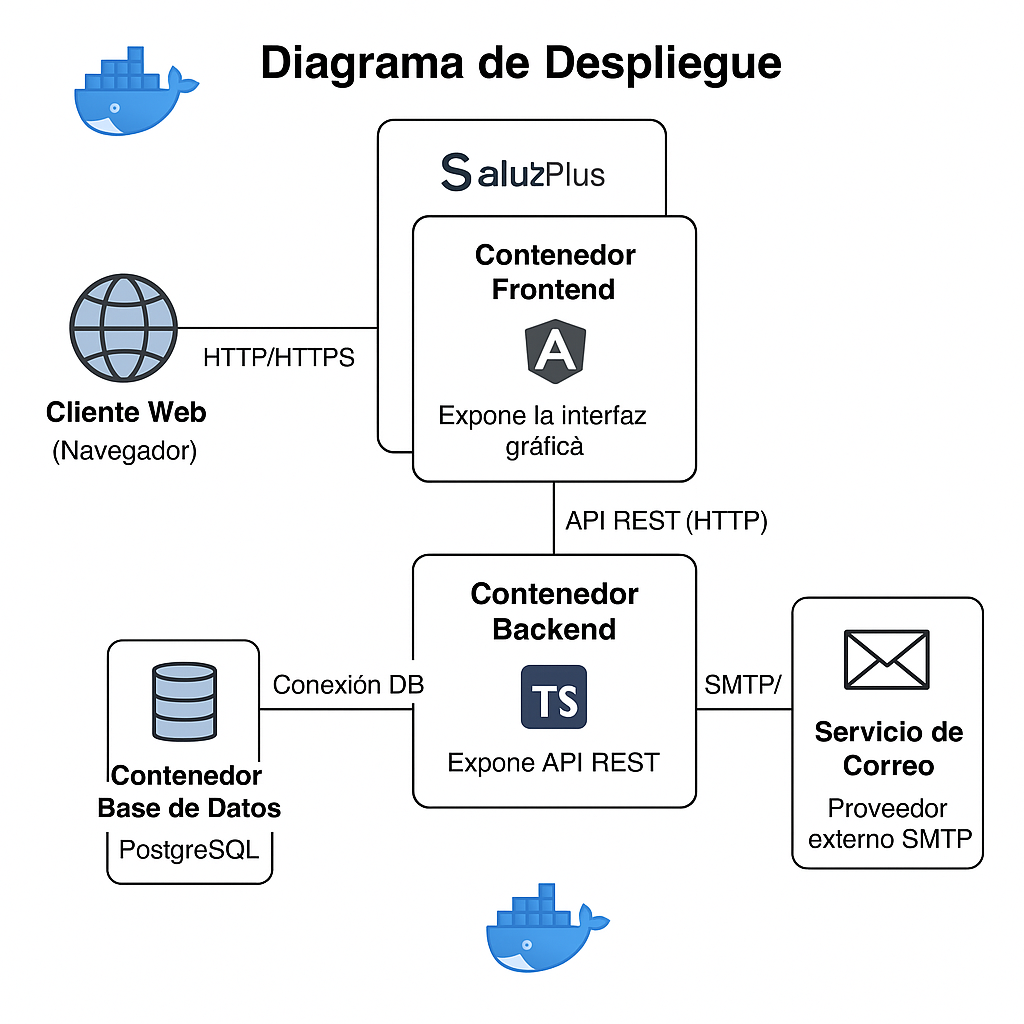 Diagrama de Despliegue
SaluzPlus
Contenedor
Frontend
A
Expone la interfaz
gráficà
HTTP/HTTPS
Cliente Web
(Navegador)
API REST (HTTP)
Contenedor
Backend
TS
Expone API REST
Conexión DB
SMTP/
Contenedor
Base de Datos
PostgreSQL
Servicio de
Correo
Proveedor
externo SMTP